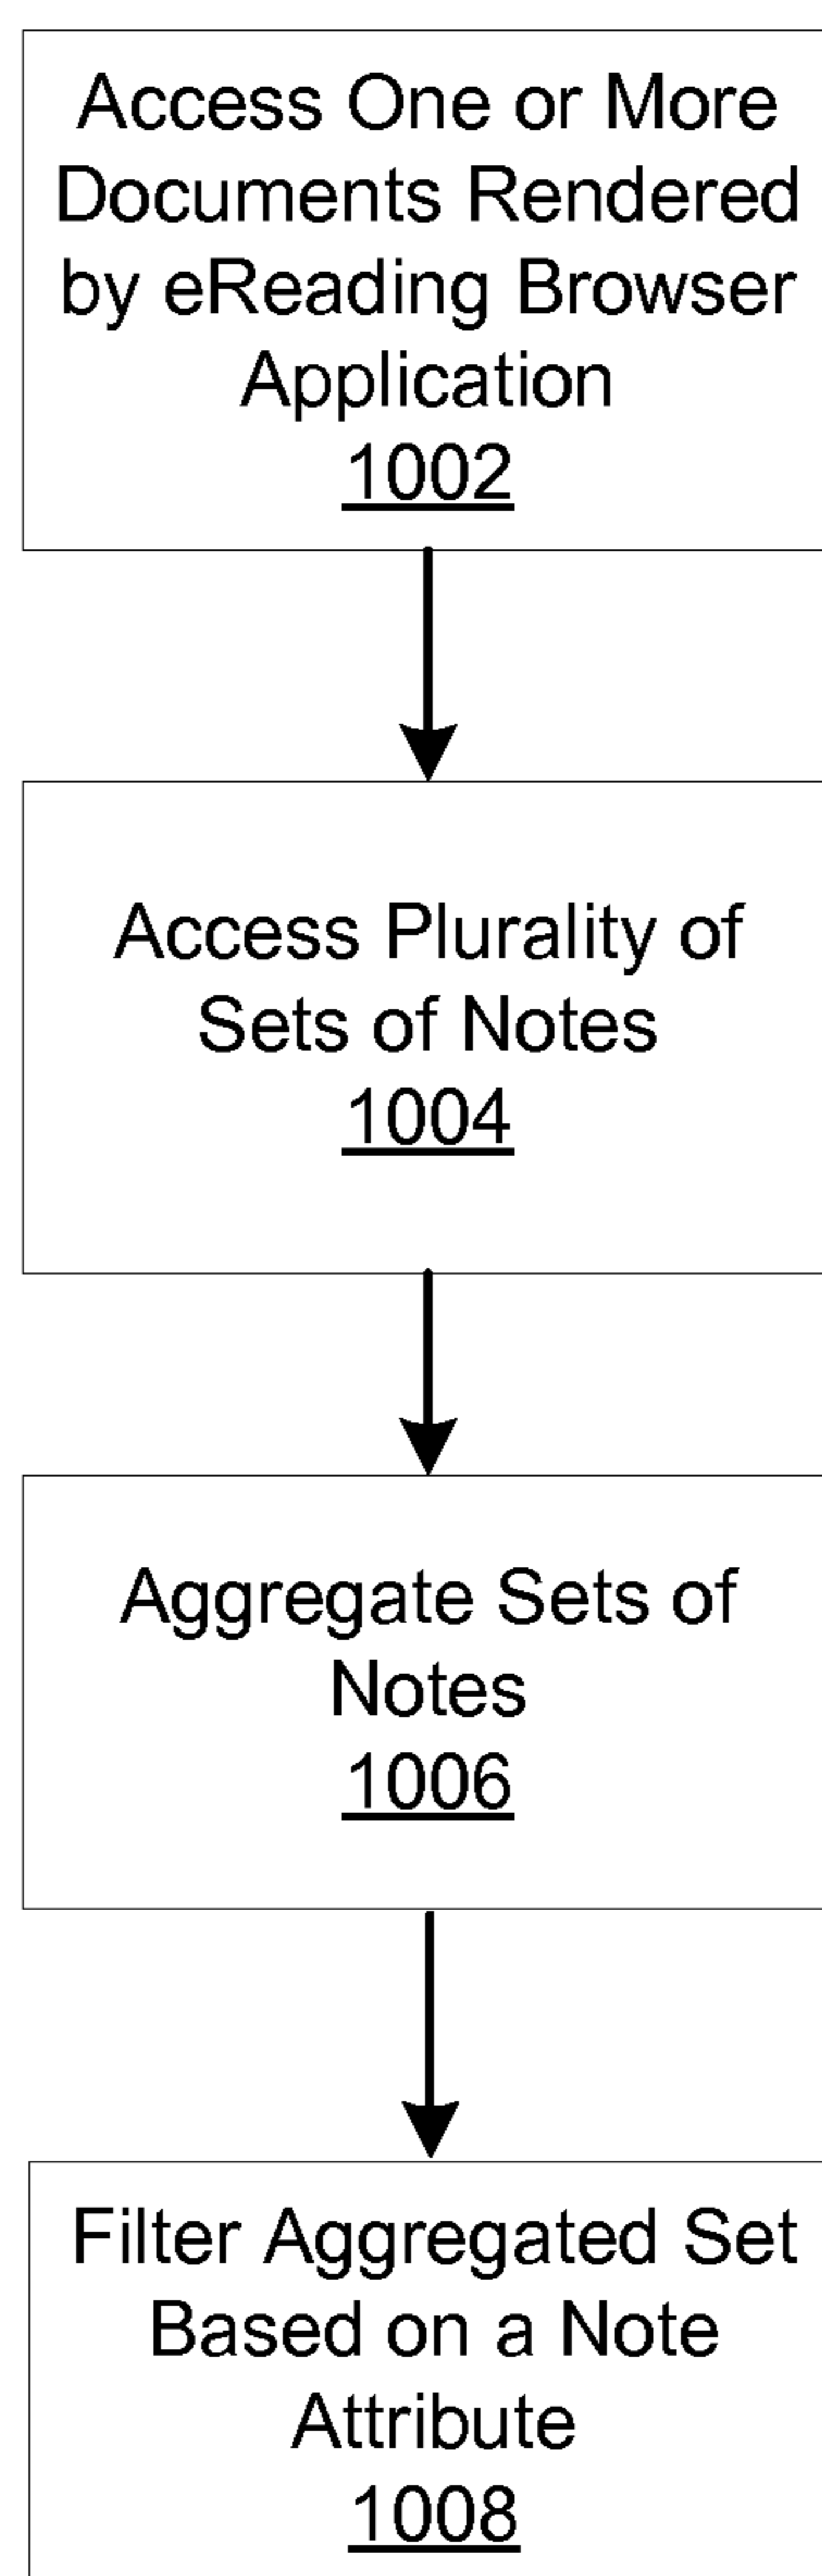 Access One or More
Documents Rendered
by eReading Browser
Application
1002
Access Plurality of
Sets of Notes
1004
Aggregate Sets of
Notes
1006
Filter Aggregated Set
Based on a Note
Attribute
1008